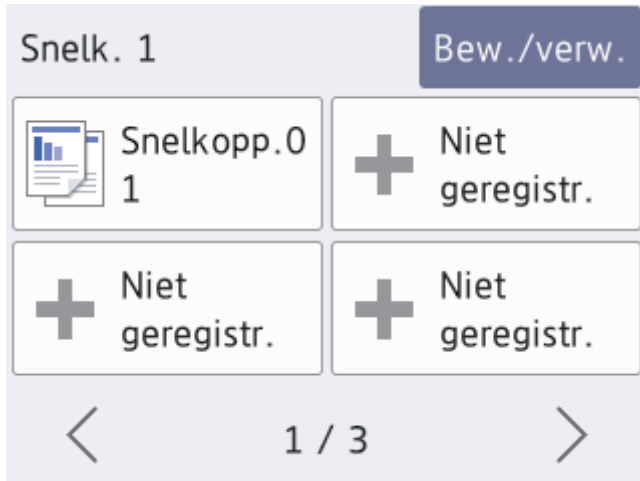 Snelk. 1
Bew./verw.
Snelkopp.0
1
Niet
geregistr.
Niet
geregistr.
Niet
geregistr.
1 / 3